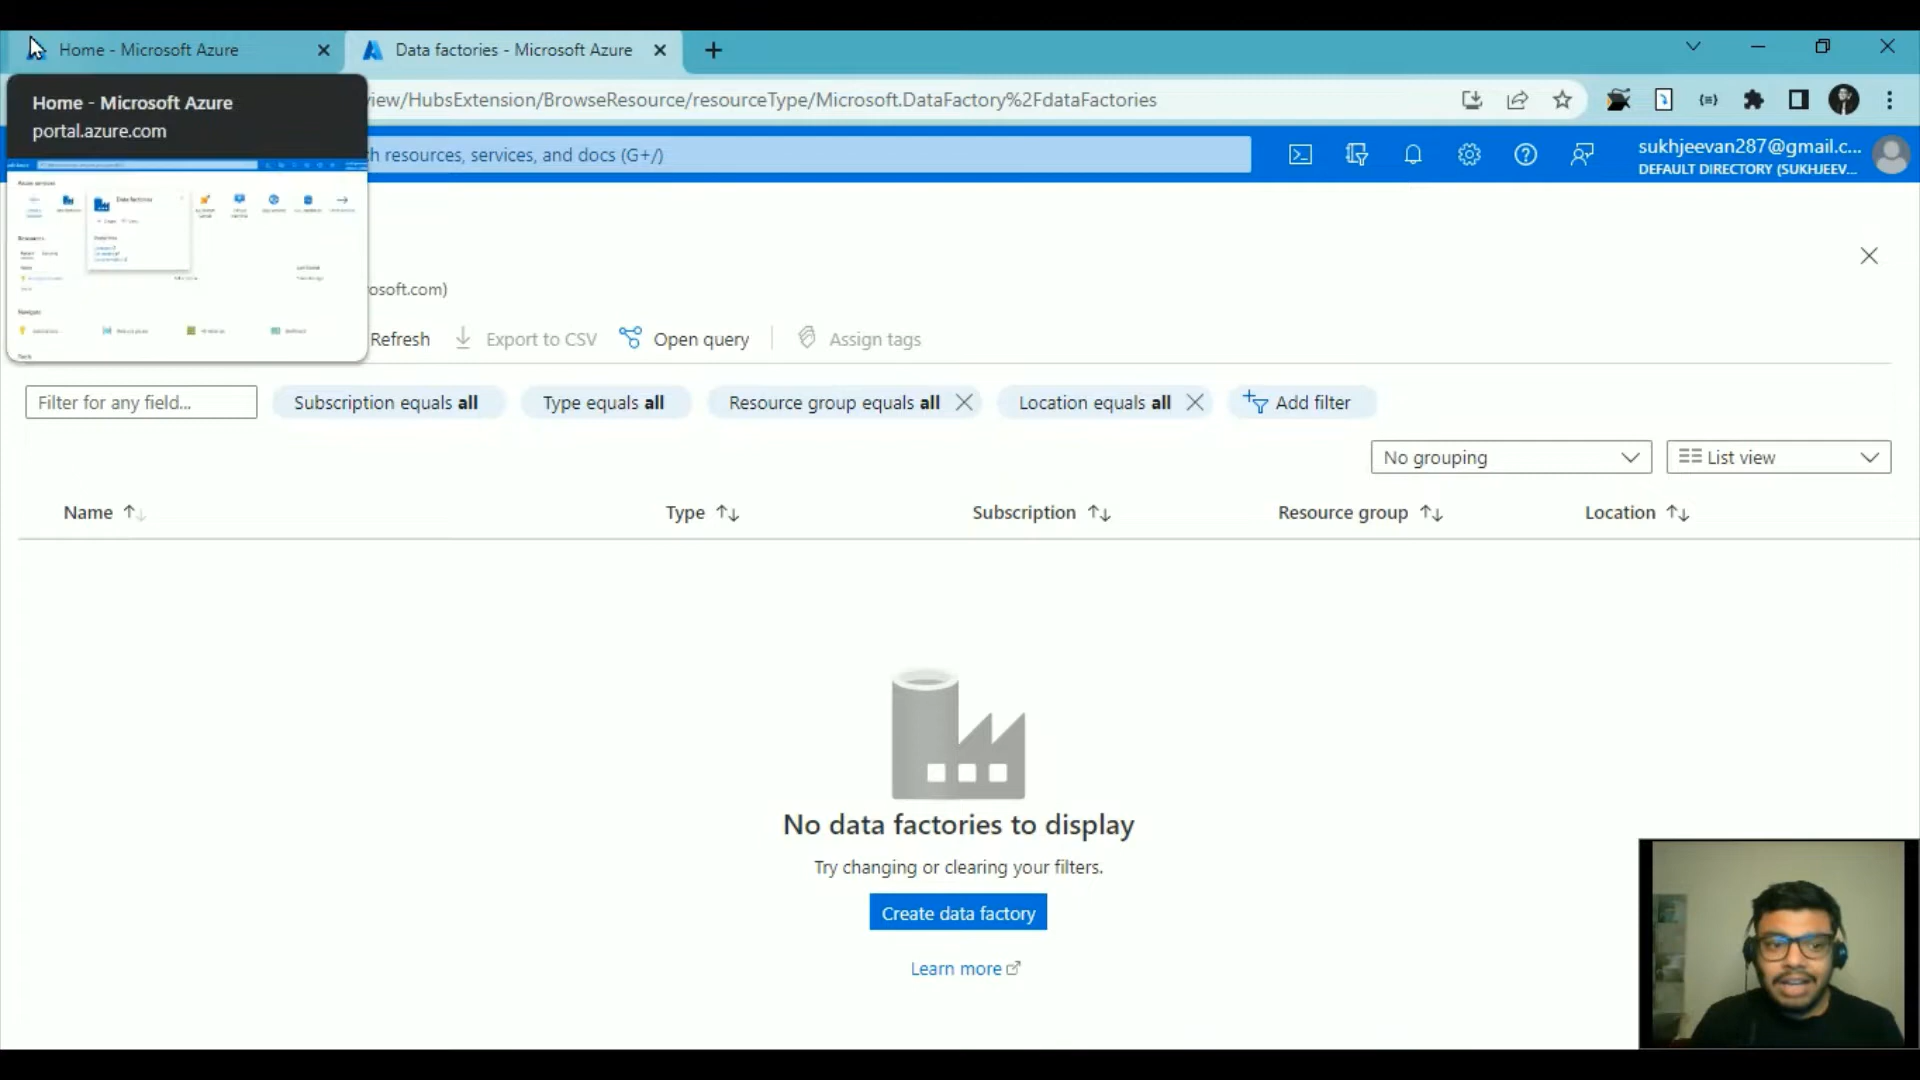 Home - Microsoft Azure
Data factories - Microsoft Azure
Home - Microsoft Azure
portal.azure.com
iew/HubsExtension/BrowseResource/resourceType/Microsoft.DataFactory%2FdataFactories
h resources, services, and docs (G+/)
sukhjeevan287@gmail.c...
DEFAULT DIRECTORY (SUKHJEEV...
Data factories
osoft.com)
Refresh
Export to CSV
Open query
Assign tags
Filter for any field...
Subscription equals all
Type equals all
Resource group equals all
Location equals all
Add filter
No grouping
List view
Name
Type
Subscription
Resource group
Location
No data factories to display
Try changing or clearing your filters.
Create data factory
Learn more